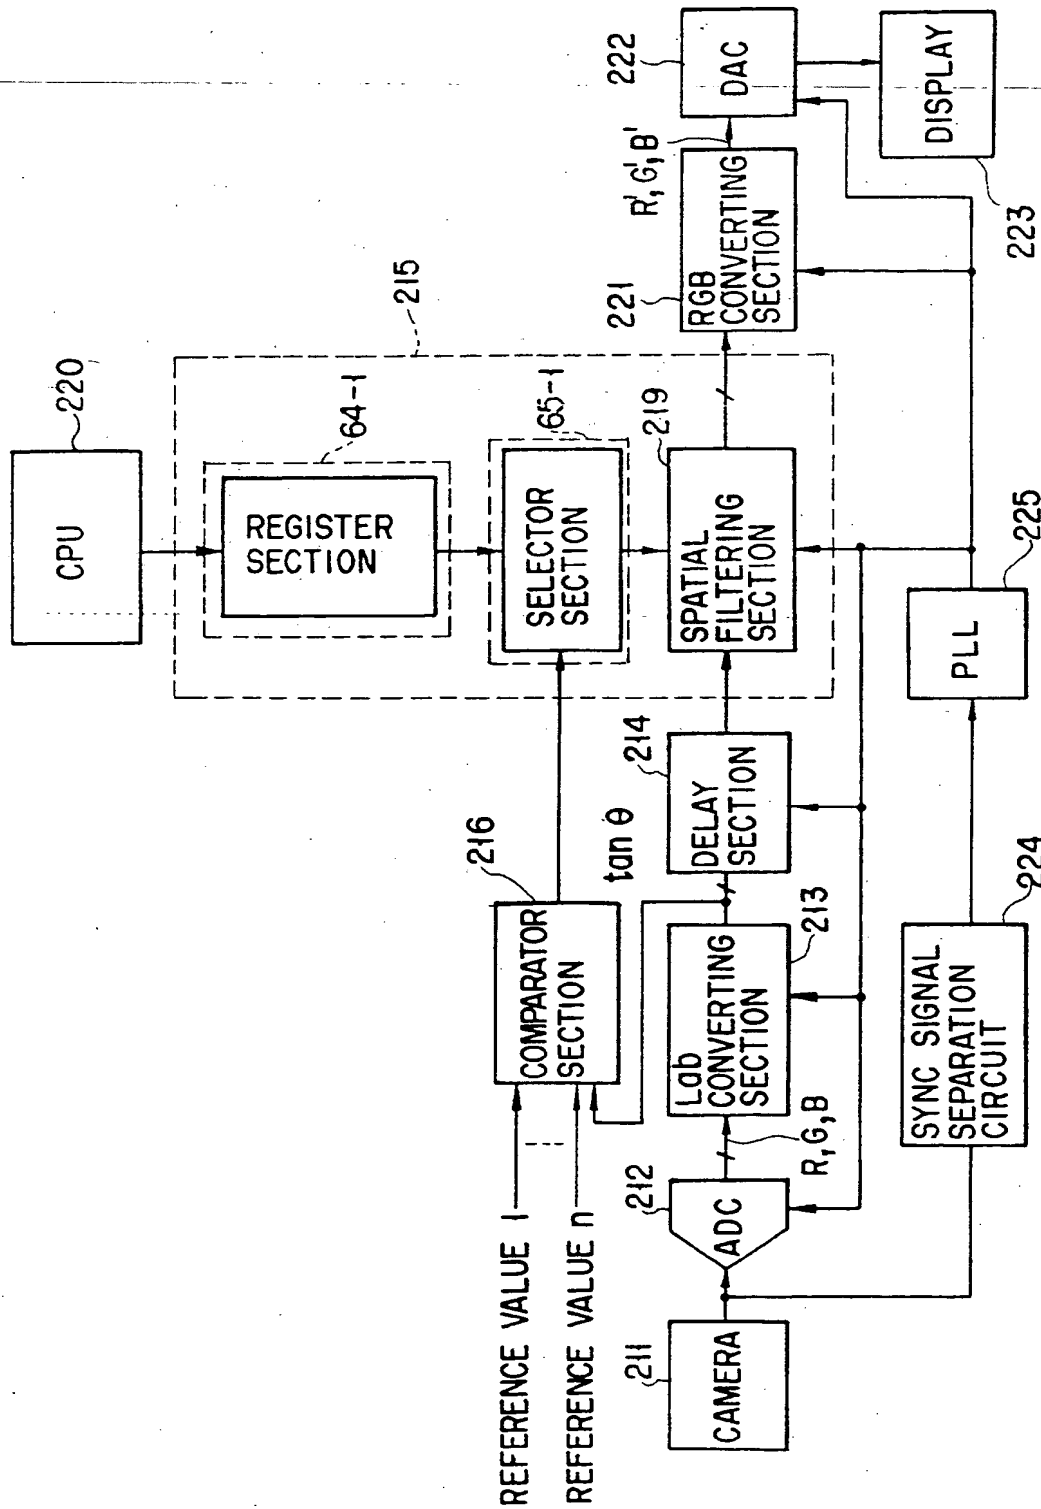 CPU
220
215
REGISTER
SECTION
64-1
SELECTOR
SECTION
65-1
REFERENCE VALUE 1
REFERENCE VALUE n
COMPARATOR
SECTION
216
tan θ
CAMERA
211
ADC
212
R,G,B
Lab
CONVERTING
SECTION
213
DELAY
SECTION
214
SPATIAL
FILTERING
SECTION
219
RGB
CONVERTING
SECTION
221
R',G',B'
DAC
222
DISPLAY
223
SYNC SIGNAL
SEPARATION
CIRCUIT
224
PLL
225